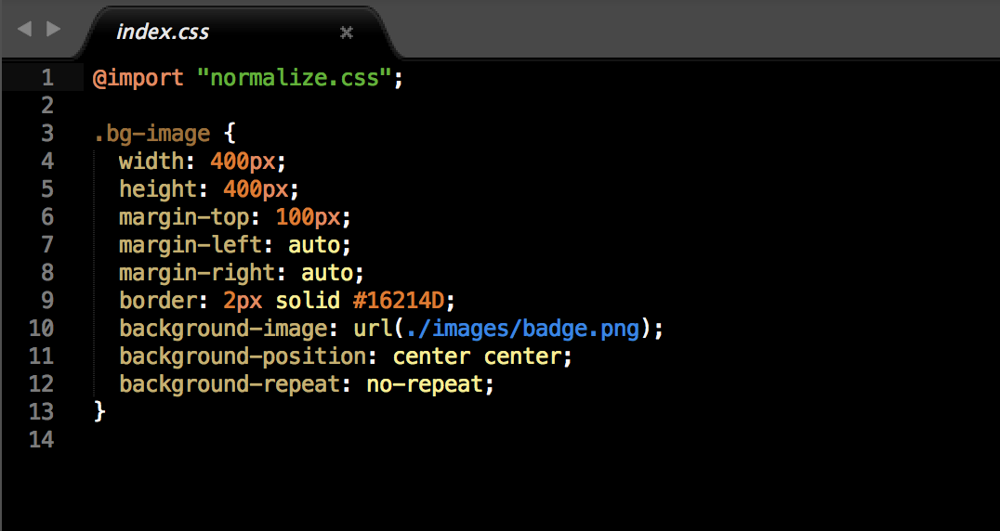 index.css
1 @import "normalize.css";
2
3 .bg-image {
4   width: 400px;
5   height: 400px;
6   margin-top: 100px;
7   margin-left: auto;
8   margin-right: auto;
9   border: 2px solid #16214D;
10   background-image: url(./images/badge.png);
11   background-position: center center;
12   background-repeat: no-repeat;
13 }
14